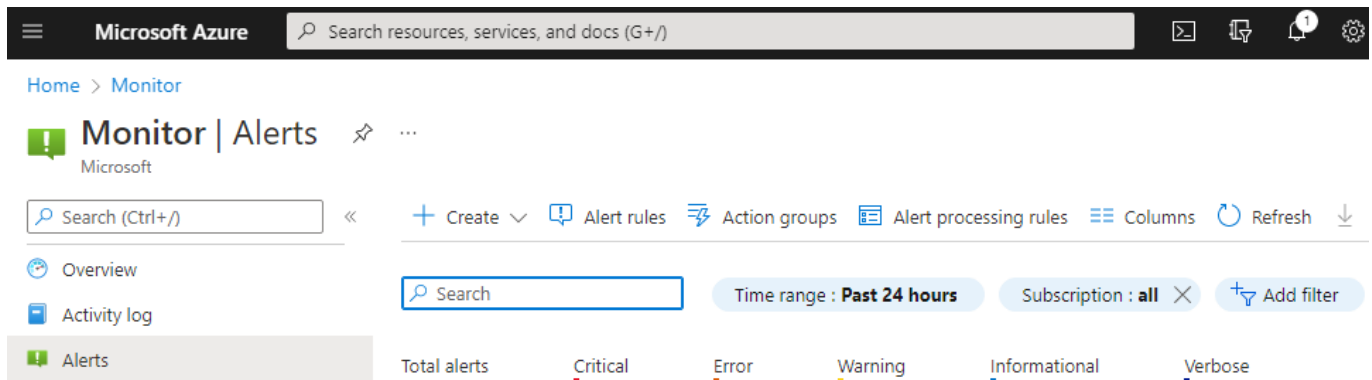 Microsoft Azure
Search resources, services, and docs (G+/)
1
Home > Monitor
Monitor | Alerts ...
Microsoft
Search (Ctrl+/) «
+ Create Alert rules Action groups Alert processing rules Columns Refresh
Overview
Search Time range : Past 24 hours Subscription : all Add filter
Activity log
Alerts
Total alerts Critical Error Warning Informational Verbose